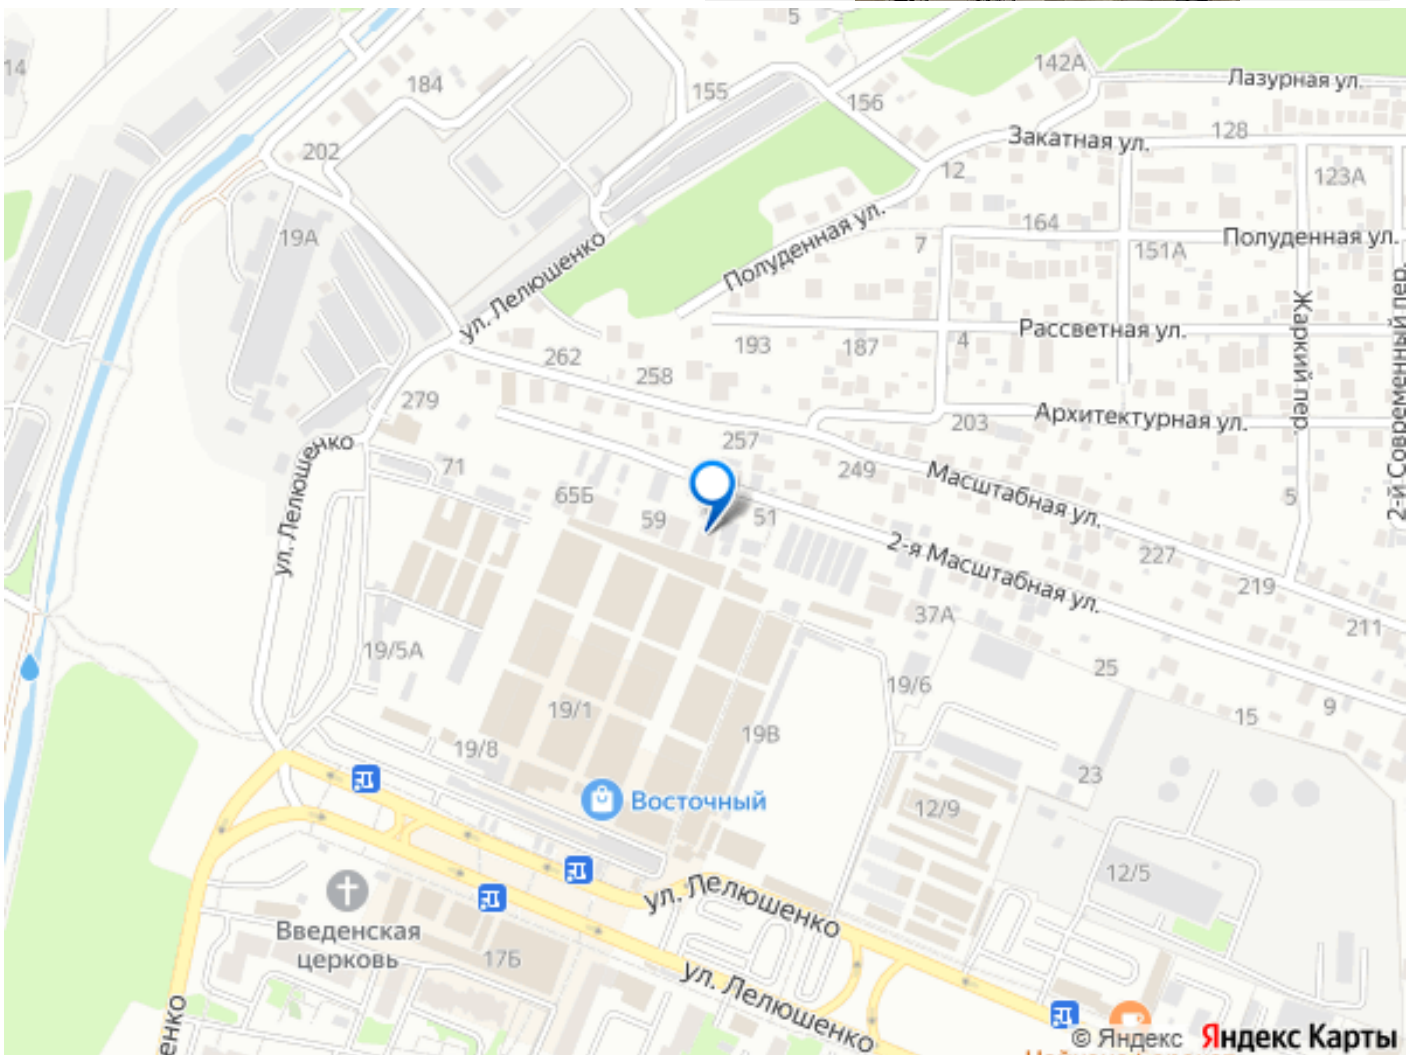 5
14
184
155
156
142А
Лазурная ул.
202
Закатная ул.
128
12
123А
19А
Полуденная ул.
7
164
151А
Полуденная ул.
ул. Лелюшенко
193
187
4
Рассветная ул.
Жаркий пер.
2-й Современный пер.
262
258
279
203
Архитектурная ул.
257
249
Масштабная ул.
ул. Лелюшенко
71
65Б
59
51
5
2-я Масштабная ул.
227
219
211
37А
19/5А
25
19/6
15
9
19/1
19В
19/8
23
Восточный
12/9
12/5
ул. Лелюшенко
Введенская
церковь
17Б
ул. Лелюшенко
енко
© Яндекс Яндекс Карты